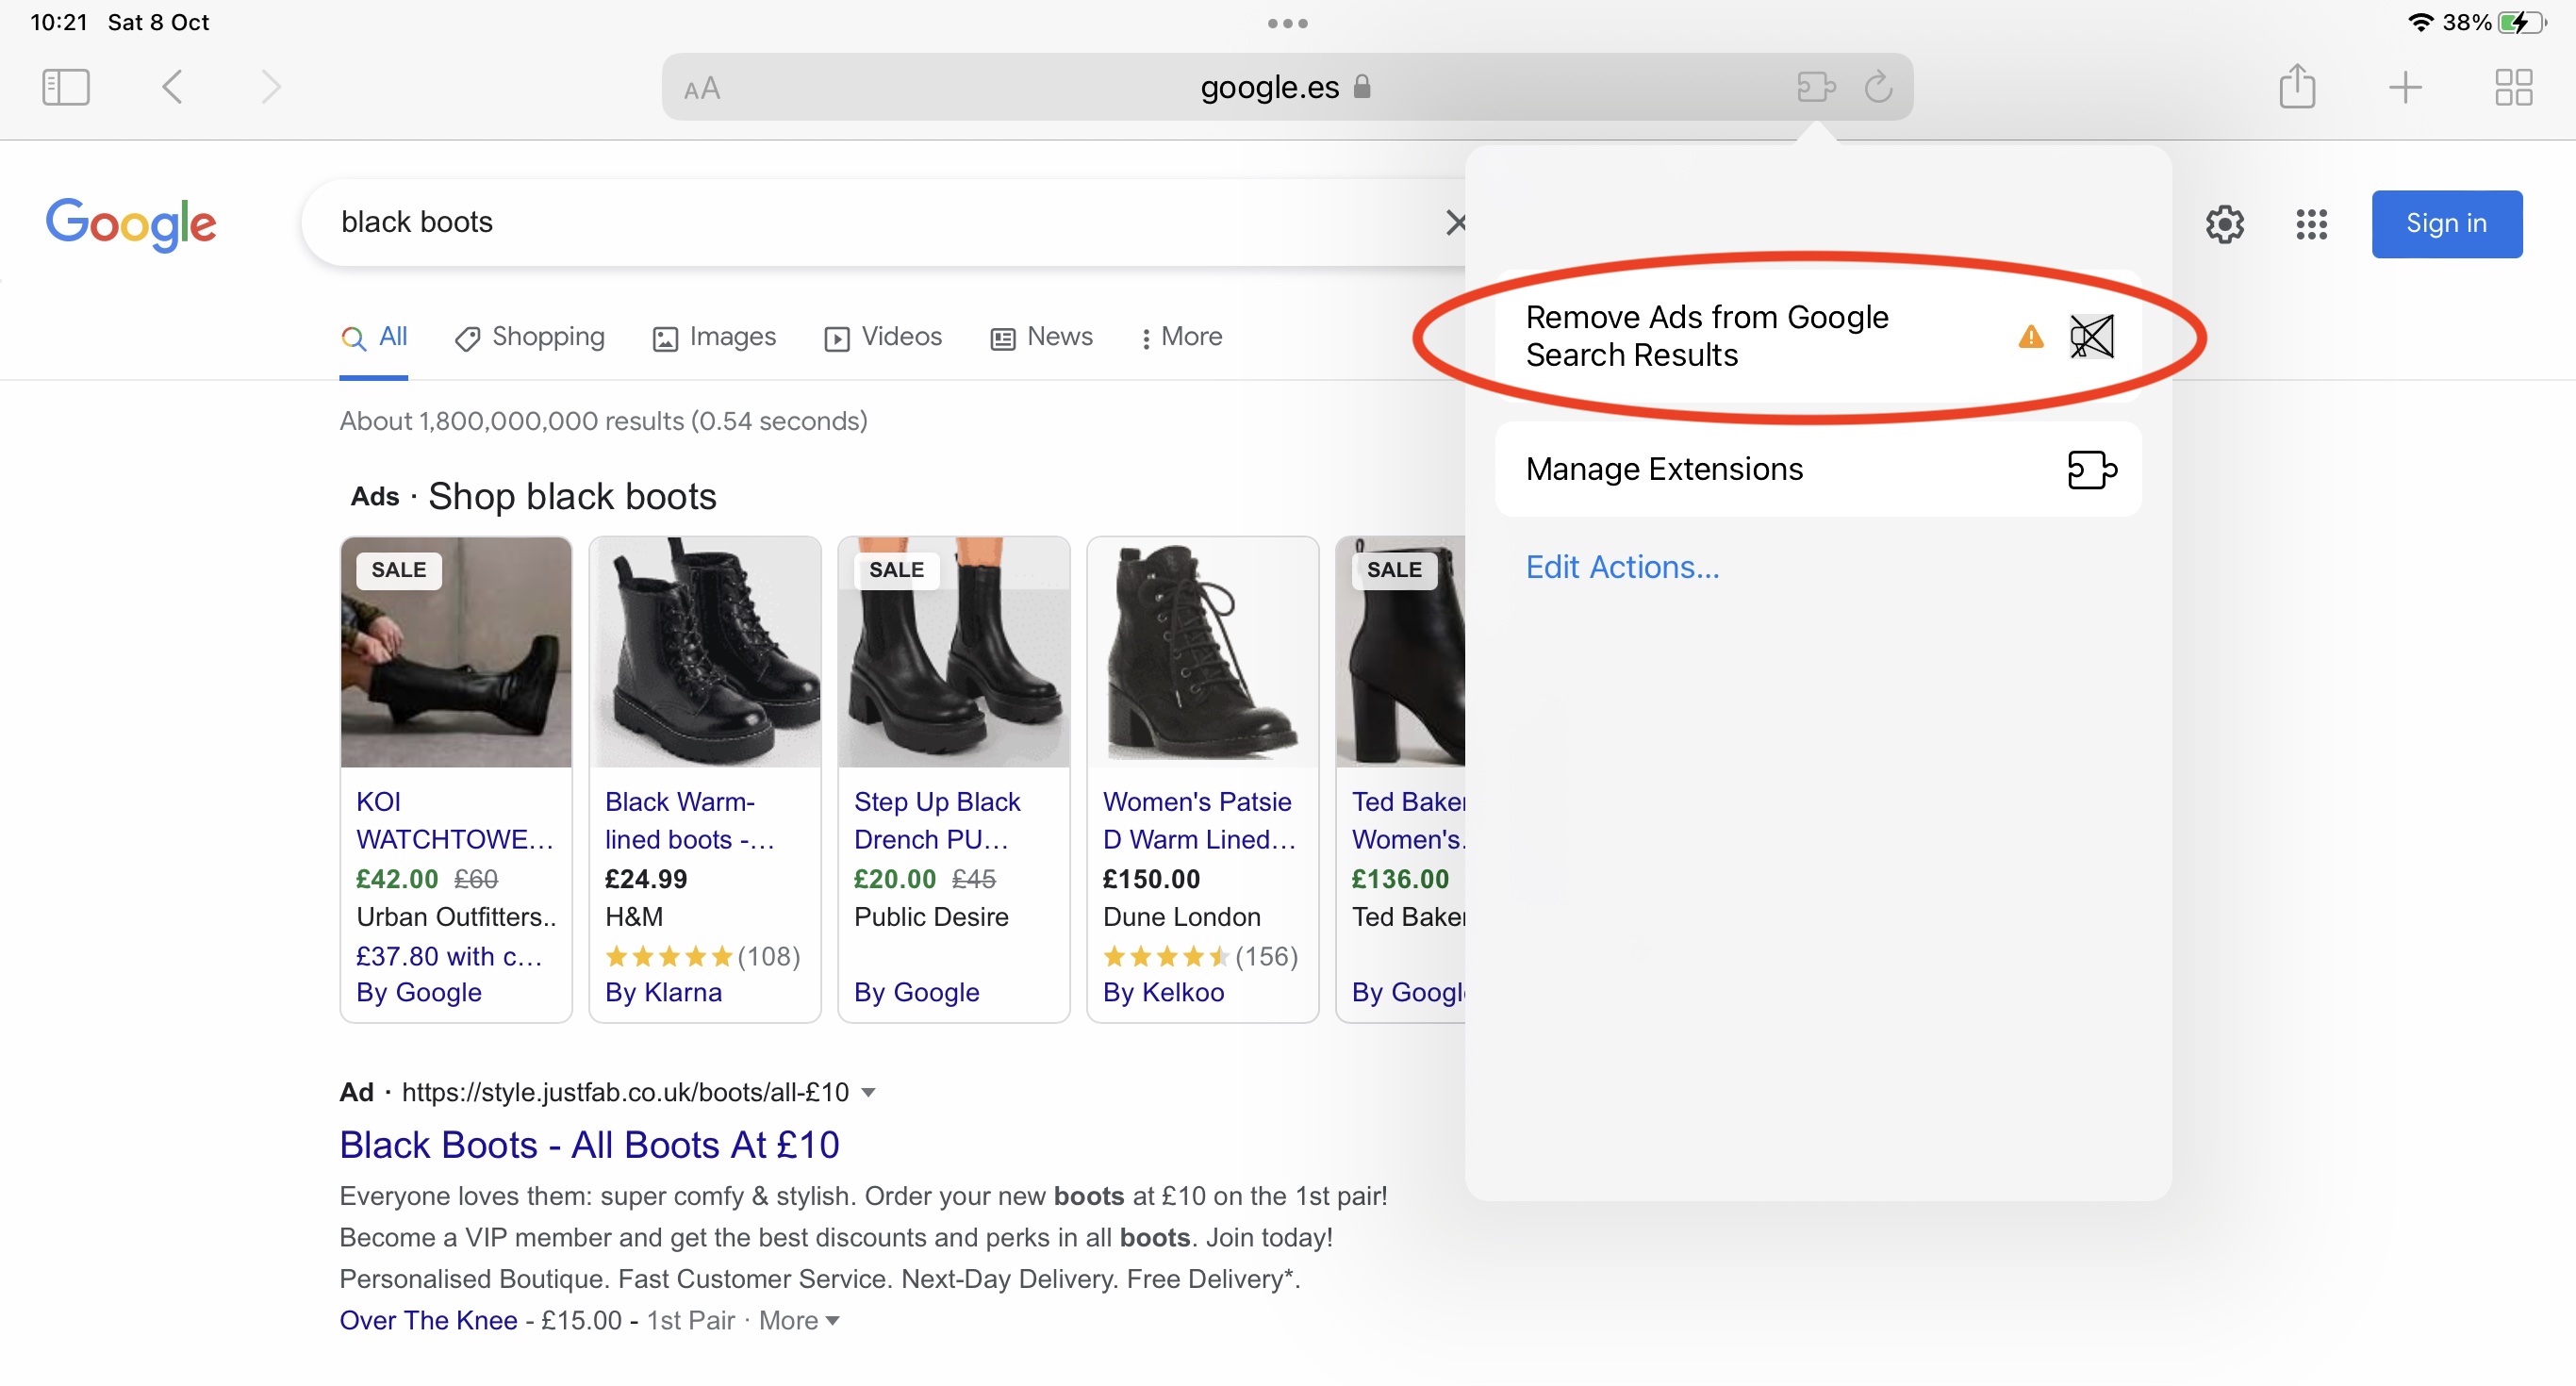 10:21 Sat 8 Oct
38%
AA
google.es
Google
black boots
Sign in
All
Shopping
Images
Videos
News
More
About 1,800,000,000 results (0.54 seconds)
Remove Ads from Google
Search Results
Manage Extensions
Edit Actions...
Ads · Shop black boots
SALE
KOI
WATCHTOWE...
£42.00 £60
Urban Outfitters..
£37.80 with c...
By Google
Black Warm-
lined boots -...
£24.99
H&M
(108)
By Klarna
SALE
Step Up Black
Drench PU...
£20.00 £45
Public Desire
By Google
Women's Patsie
D Warm Lined...
£150.00
Dune London
(156)
By Kelkoo
SALE
Ted Baker
Women's.
£136.00
Ted Baker
By Googl
Ad · https://style.justfab.co.uk/boots/all-£10
Black Boots - All Boots At £10
Everyone loves them: super comfy & stylish. Order your new boots at £10 on the 1st pair!
Become a VIP member and get the best discounts and perks in all boots. Join today!
Personalised Boutique. Fast Customer Service. Next-Day Delivery. Free Delivery*.
Over The Knee - £15.00 - 1st Pair · More